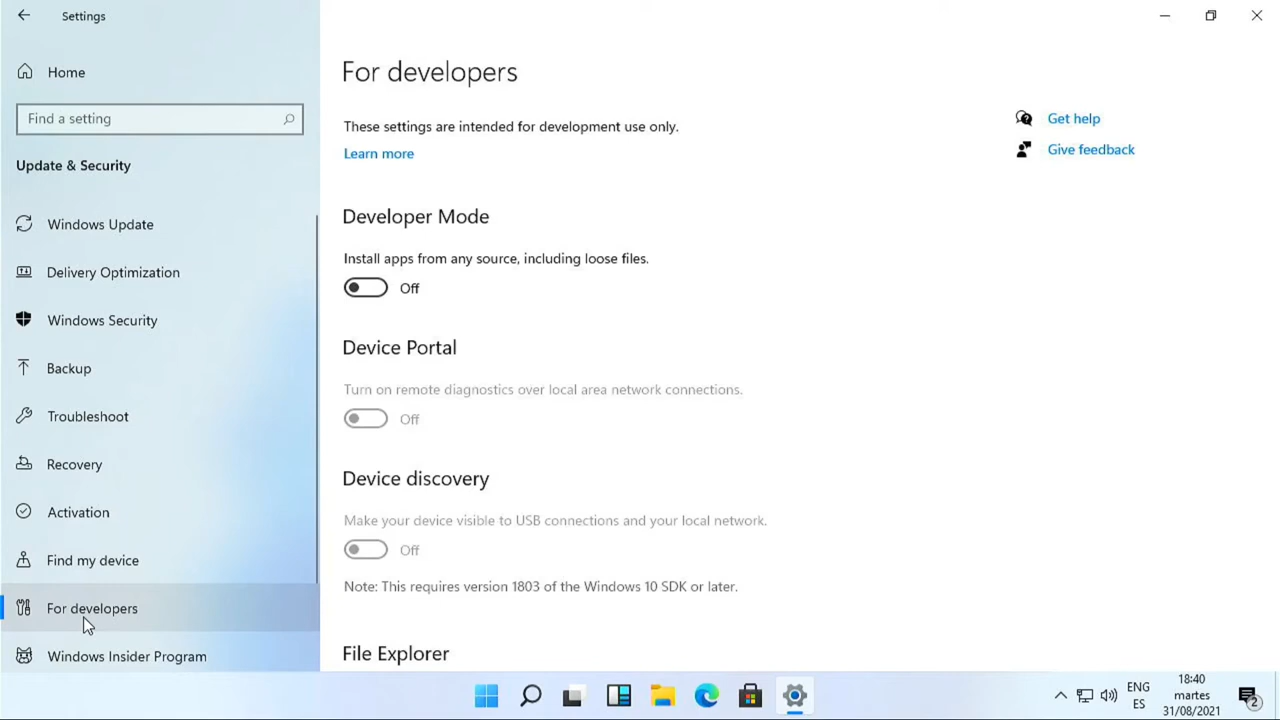 Settings
Home
Find a setting
Update & Security
Windows Update
Delivery Optimization
Windows Security
Backup
Troubleshoot
Recovery
Activation
Find my device
For developers
Windows Insider Program
For developers
These settings are intended for development use only.
Learn more
Get help
Give feedback
Developer Mode
Install apps from any source, including loose files.
Off
Device Portal
Turn on remote diagnostics over local area network connections.
Off
Device discovery
Make your device visible to USB connections and your local network.
Off
Note: This requires version 1803 of the Windows 10 SDK or later.
File Explorer
ENG
ES
18:40
martes
31/08/2021
2